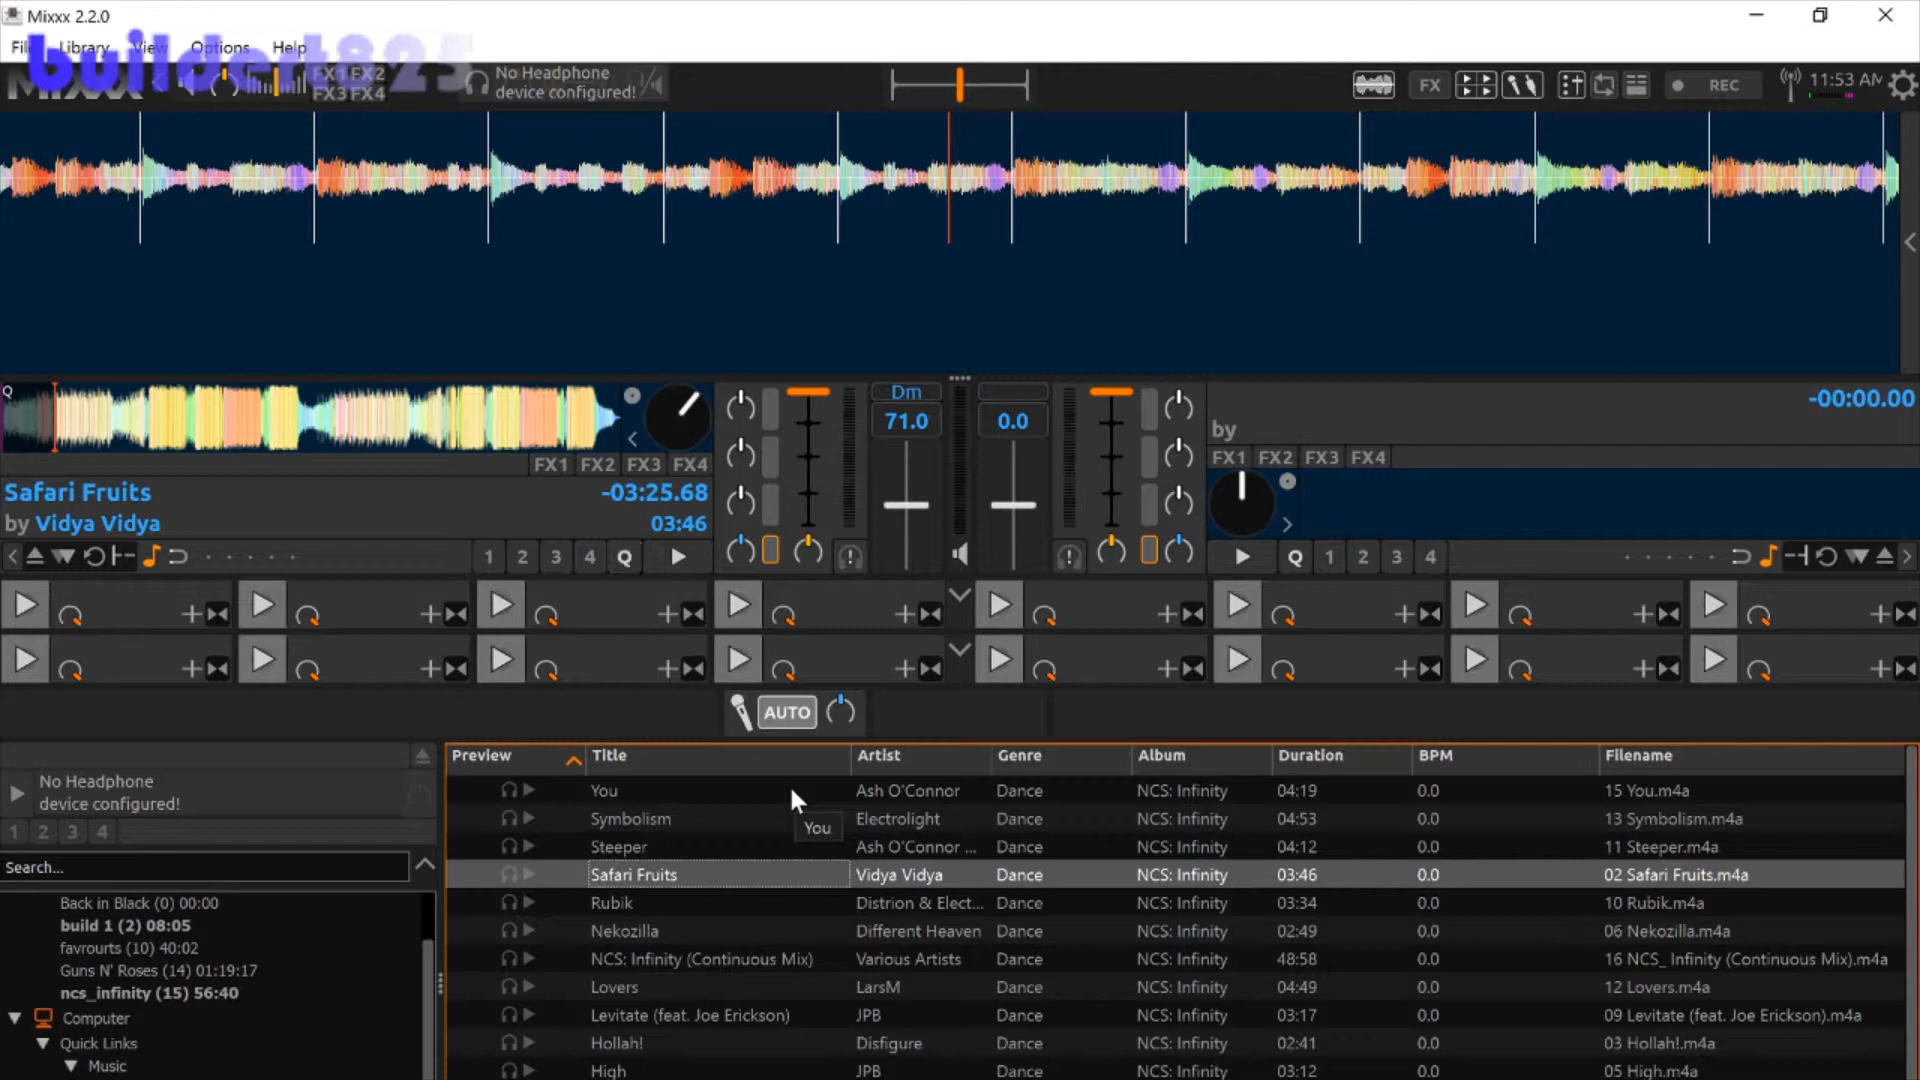 Mixxx 2.2.0
File Library View Options Help
builder1825
MIXXX
FX1 FX2
FX3 FX4
No Headphone
device configured!
FX
REC
11:53 AM
Q
FX1 FX2 FX3 FX4
Safari Fruits
-03:25.68
by Vidya Vidya
03:46
1 2 3 4 Q
Dm
71.0
0.0
-00:00.00
by
FX1 FX2 FX3 FX4
Q 1 2 3 4
AUTO
No Headphone
device configured!
1 2 3 4
Search...
Back in Black (0) 00:00
build 1 (2) 08:05
favrourts (10) 40:02
Guns N' Roses (14) 01:19:17
ncs_infinity (15) 56:40
Computer
Quick Links
Music
Preview Title Artist Genre Album Duration BPM Filename
You Ash O'Connor Dance NCS: Infinity 04:19 0.0 15 You.m4a
You
Symbolism Electrolight Dance NCS: Infinity 04:53 0.0 13 Symbolism.m4a
Steeper Ash O'Connor ... Dance NCS: Infinity 04:12 0.0 11 Steeper.m4a
Safari Fruits Vidya Vidya Dance NCS: Infinity 03:46 0.0 02 Safari Fruits.m4a
Rubik Distrion & Elect... Dance NCS: Infinity 03:34 0.0 10 Rubik.m4a
Nekozilla Different Heaven Dance NCS: Infinity 02:49 0.0 06 Nekozilla.m4a
NCS: Infinity (Continuous Mix) Various Artists Dance NCS: Infinity 48:58 0.0 16 NCS_ Infinity (Continuous Mix).m4a
Lovers LarsM Dance NCS: Infinity 04:49 0.0 12 Lovers.m4a
Levitate (feat. Joe Erickson) JPB Dance NCS: Infinity 03:17 0.0 09 Levitate (feat. Joe Erickson).m4a
Hollah! Disfigure Dance NCS: Infinity 02:41 0.0 03 Hollah!.m4a
High JPB Dance NCS: Infinity 03:12 0.0 05 High.m4a